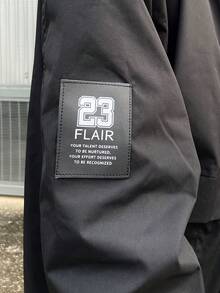 23
FLAIR
YOUR TALENT DESERVES
TO BE NURTURED,
YOUR EFFORT DESERVES
TO BE RECOGNIZED